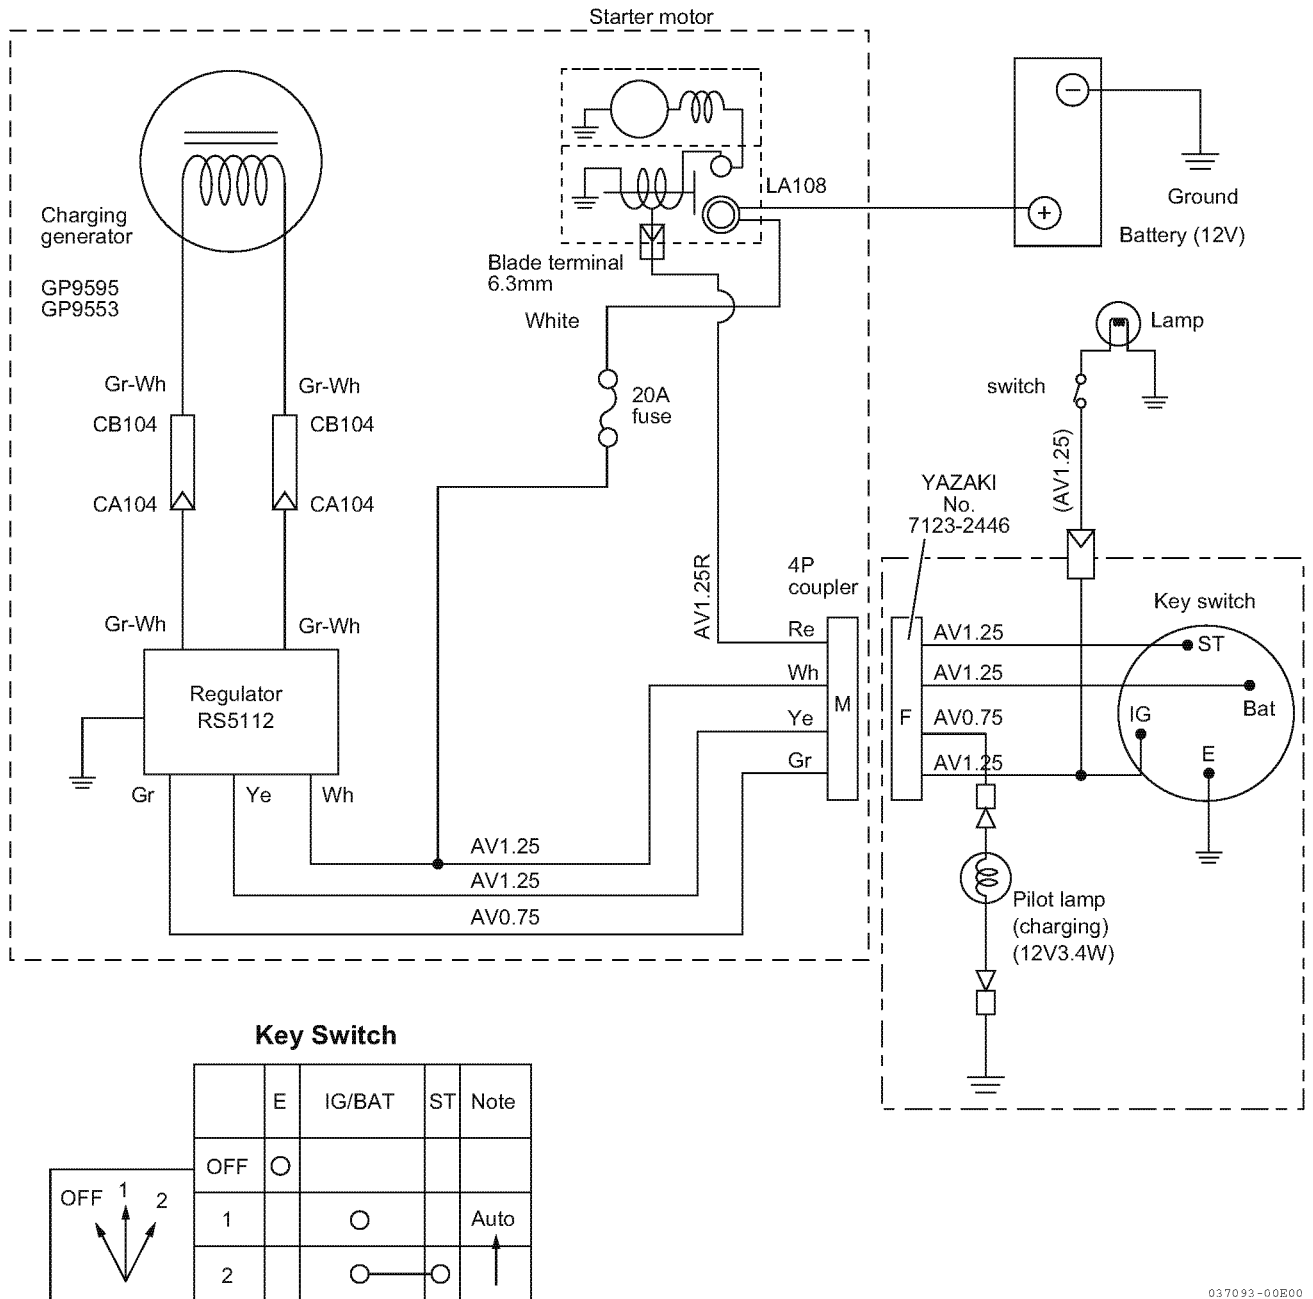 Starter motor
LA108
Ground
Battery (12V)
Charging
generator
GP9595
GP9553
Blade terminal
6.3mm
White
Lamp
switch
(AV1.25)
Gr-Wh
Gr-Wh
CB104
CB104
20A
fuse
CA104
CA104
YAZAKI
No.
7123-2446
AV1.25R
4P
coupler
Key switch
Gr-Wh
Gr-Wh
Re
Wh
Ye
Gr
M
F
AV1.25
AV1.25
AV0.75
AV1.25
ST
Bat
IG
E
Regulator
RS5112
Gr
Ye
Wh
AV1.25
AV1.25
AV0.75
Pilot lamp
(charging)
(12V3.4W)
Key Switch
E IG/BAT ST Note
OFF
1 Auto
2
OFF 1 2
037093-00E00